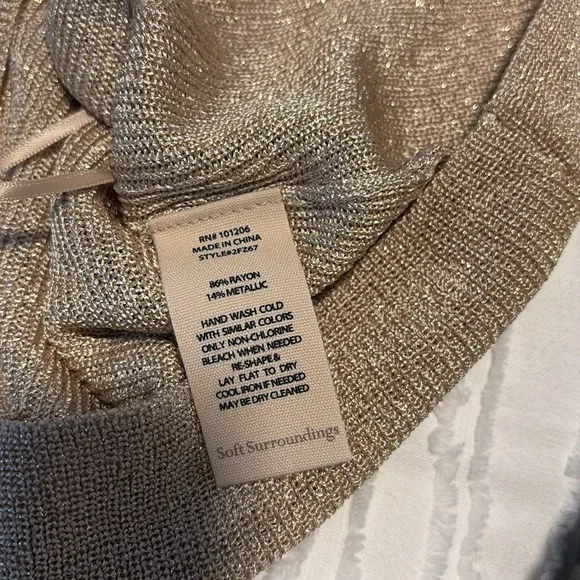 RN# 101206
MADE IN CHINA
STYLE#2FZ67
86% RAYON
14% METALLIC
HAND WASH COLD
WITH SIMILAR COLORS
ONLY NON-CHLORINE
BLEACH WHEN NEEDED
RE-SHAPE &
LAY FLAT TO DRY
COOL IRON IF NEEDED
MAY BE DRY CLEANED
Soft Surroundings